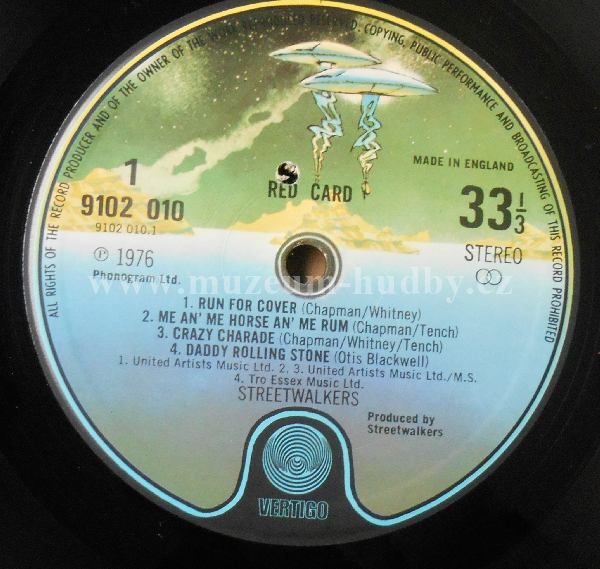 ALL RIGHTS OF THE RECORD PRODUCER AND OF THE OWNER OF THE WORK REPRODUCED RESERVED. COPYING, PUBLIC PERFORMANCE AND BROADCASTING OF THIS RECORD PROHIBITED
1
9102 010
9102 010.1
℗ 1976
Phonogram Ltd.
RED CARD
MADE IN ENGLAND
33 1/3
STEREO
www.muzeum-hudby.cz
1. RUN FOR COVER (Chapman/Whitney)
2. ME AN' ME HORSE AN' ME RUM (Chapman/Tench)
3. CRAZY CHARADE (Chapman/Whitney/Tench)
4. DADDY ROLLING STONE (Otis Blackwell)
1. United Artists Music Ltd. 2. 3. United Artists Music Ltd./M.S.
4. Tro Essex Music Ltd.
STREETWALKERS
Produced by
Streetwalkers
VERTIGO